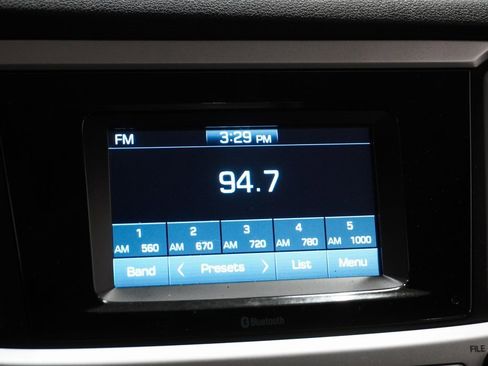 FM 3:29 PM
94.7
1 2 3 4 5
AM 560 AM 670 AM 720 AM 780 AM 1000
Band < Presets > List Menu
Bluetooth
FILE